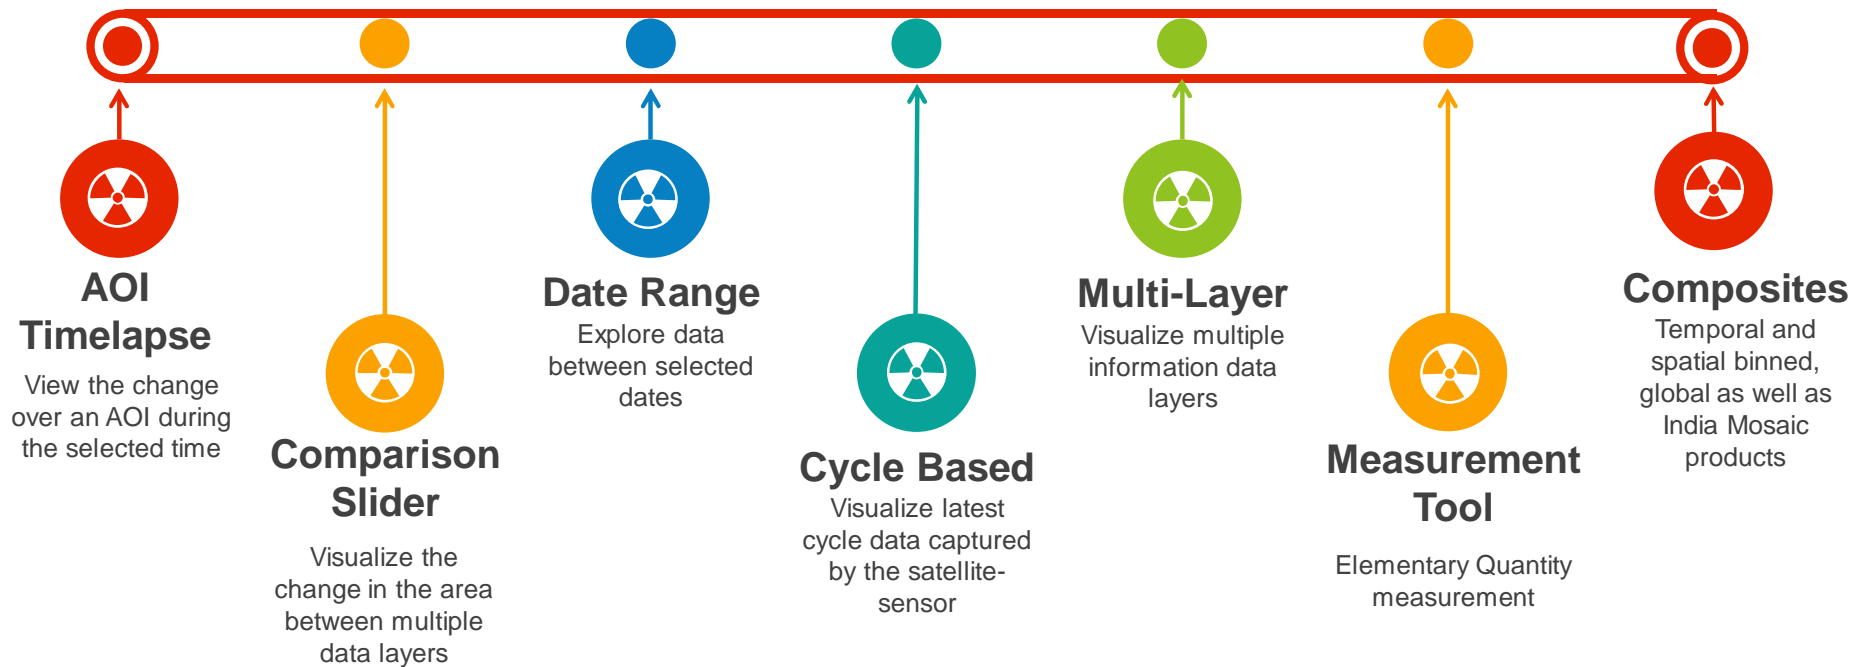 AOI
Timelapse
View the change
over an AOI during
the selected time
Comparison
Slider
Visualize the
change in the area
between multiple
data layers
Date Range
Explore data
between selected
dates
Cycle Based
Visualize latest
cycle data captured
by the satellite-
sensor
Multi-Layer
Visualize multiple
information data
layers
Measurement
Tool
Elementary Quantity
measurement
Composites
Temporal and
spatial binned,
global as well as
India Mosaic
products